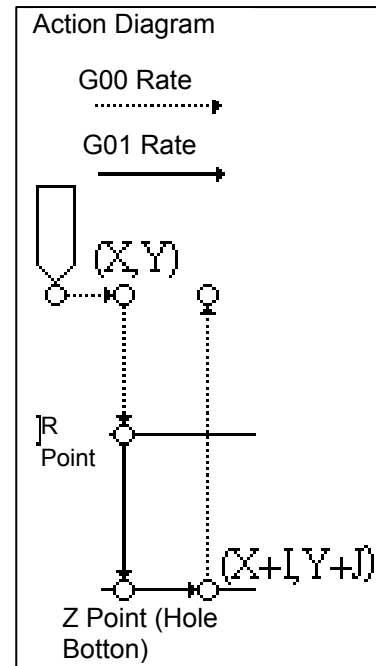 Action Diagram
G00 Rate
G01 Rate
(X,Y)
R
Point
(X+I,Y+J)
Z Point (Hole
Botton)